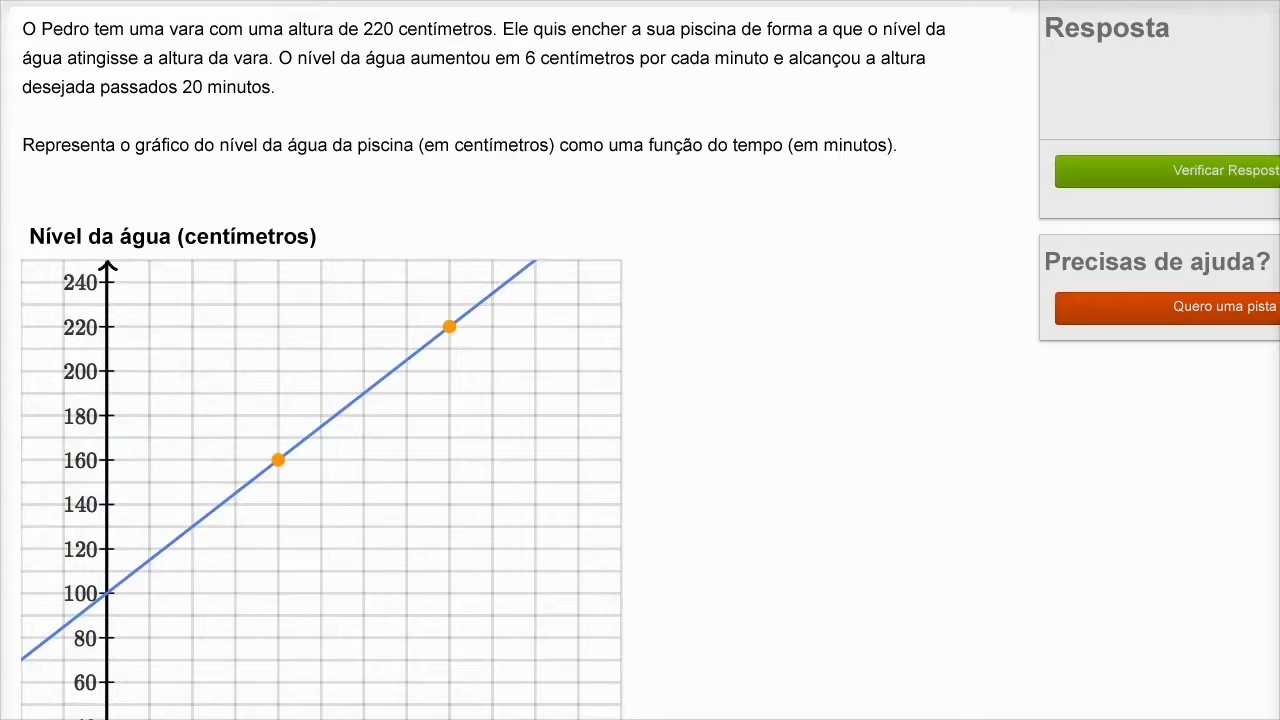 O Pedro tem uma vara com uma altura de 220 centímetros. Ele quis encher a sua piscina de forma a que o nível da
água atingisse a altura da vara. O nível da água aumentou em 6 centímetros por cada minuto e alcançou a altura
desejada passados 20 minutos.
Representa o gráfico do nível da água da piscina (em centímetros) como uma função do tempo (em minutos).
Nível da água (centímetros)
240
220
200
180
160
140
120
100
80
60
Resposta
Verificar Respost
Precisas de ajuda?
Quero uma pista